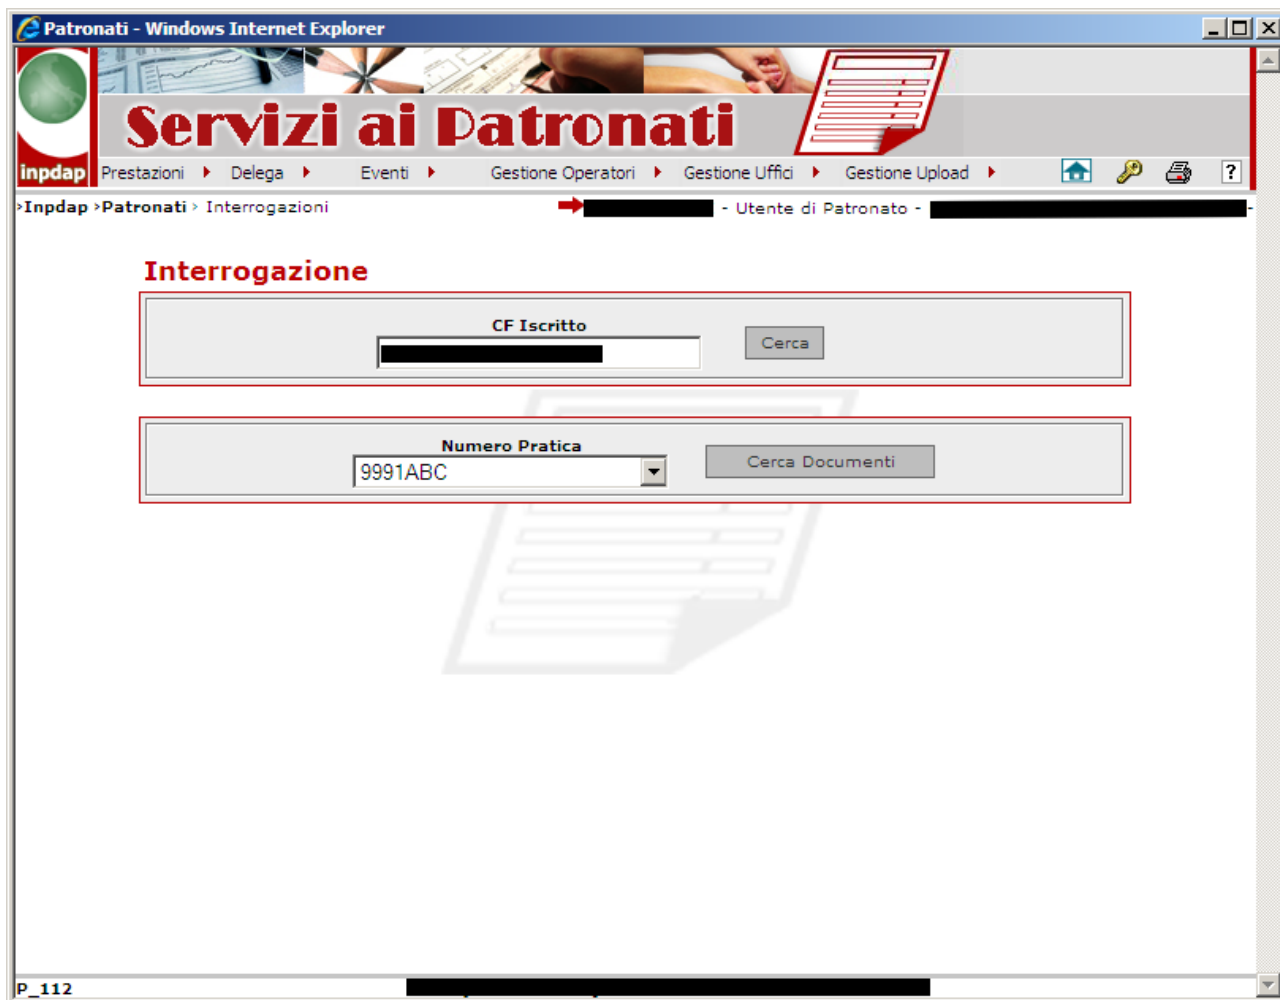 Patronati - Windows Internet Explorer
Servizi ai Patronati
inpdap Prestazioni Delega Eventi Gestione Operatori Gestione Uffici Gestione Upload ?
>Inpdap >Patronati > Interrogazioni - Utente di Patronato - -
Interrogazione
CF Iscritto
Cerca
Numero Pratica
9991ABC
Cerca Documenti
P_112